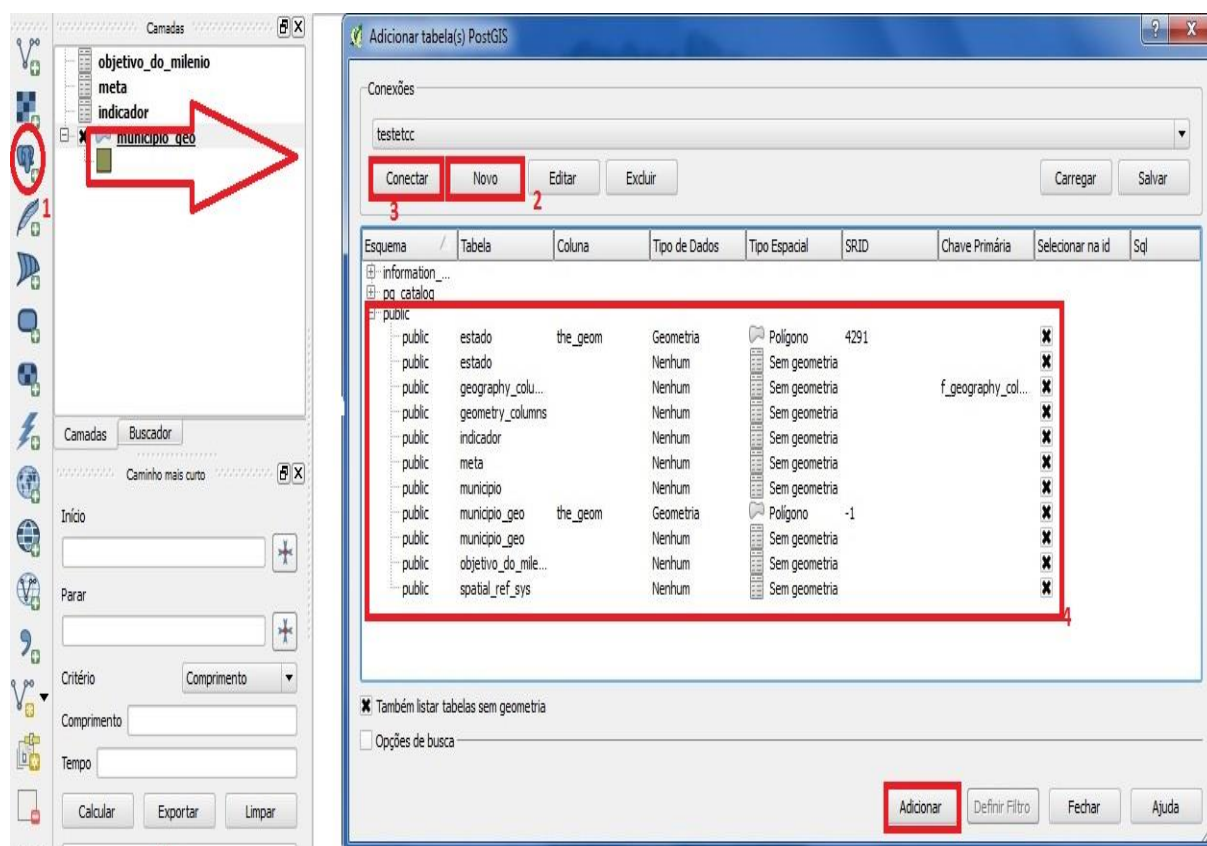 Camadas
objetivo_do_milenio
meta
indicador
municipio_geo
1
Camadas
Buscador
Caminho mais curto
Início
Parar
Critério
Comprimento
Comprimento
Tempo
Calcular
Exportar
Limpar
Adicionar tabela(s) PostGIS
Conexões
testetcc
Conectar
Novo
Editar
Excluir
Carregar
Salvar
3
2
Esquema Tabela Coluna Tipo de Dados Tipo Espacial SRID Chave Primária Selecionar na id Sql
information_...
pg_catalog
public
public estado the_geom Geometria Polígono 4291
public estado Nenhum Sem geometria
public geography_colu... Nenhum Sem geometria f_geography_col...
public geometry_columns Nenhum Sem geometria
public indicador Nenhum Sem geometria
public meta Nenhum Sem geometria
public municipio Nenhum Sem geometria
public municipio_geo the_geom Geometria Polígono -1
public municipio_geo Nenhum Sem geometria
public objetivo_do_mile... Nenhum Sem geometria
public spatial_ref_sys Nenhum Sem geometria
4
Também listar tabelas sem geometria
Opções de busca
Adicionar
Definir Filtro
Fechar
Ajuda